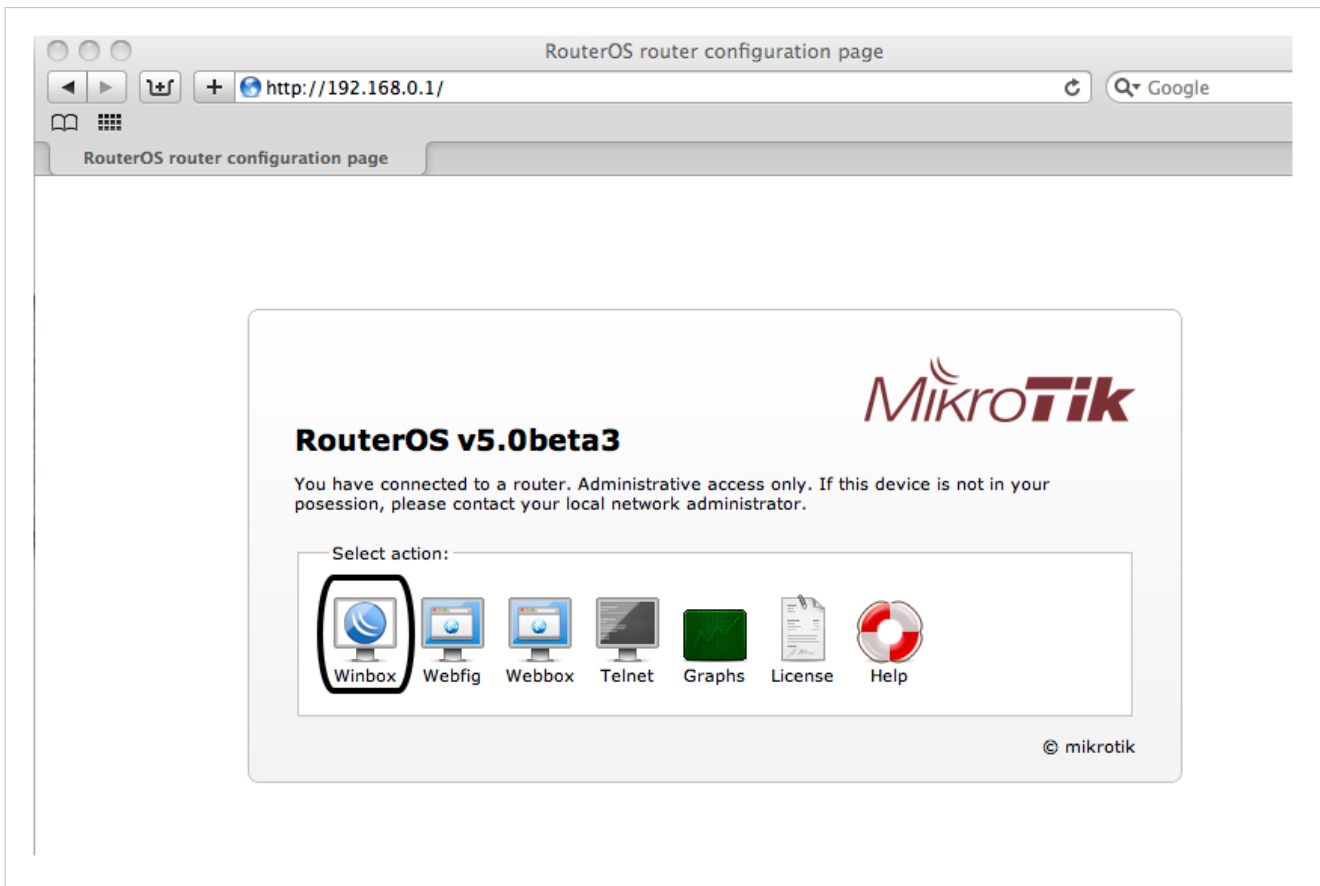 RouterOS router configuration page
http://192.168.0.1/
Google
RouterOS router configuration page
MikroTik
RouterOS v5.0beta3
You have connected to a router. Administrative access only. If this device is not in your
posession, please contact your local network administrator.
Select action:
Winbox Webfig Webbox Telnet Graphs License Help
© mikrotik